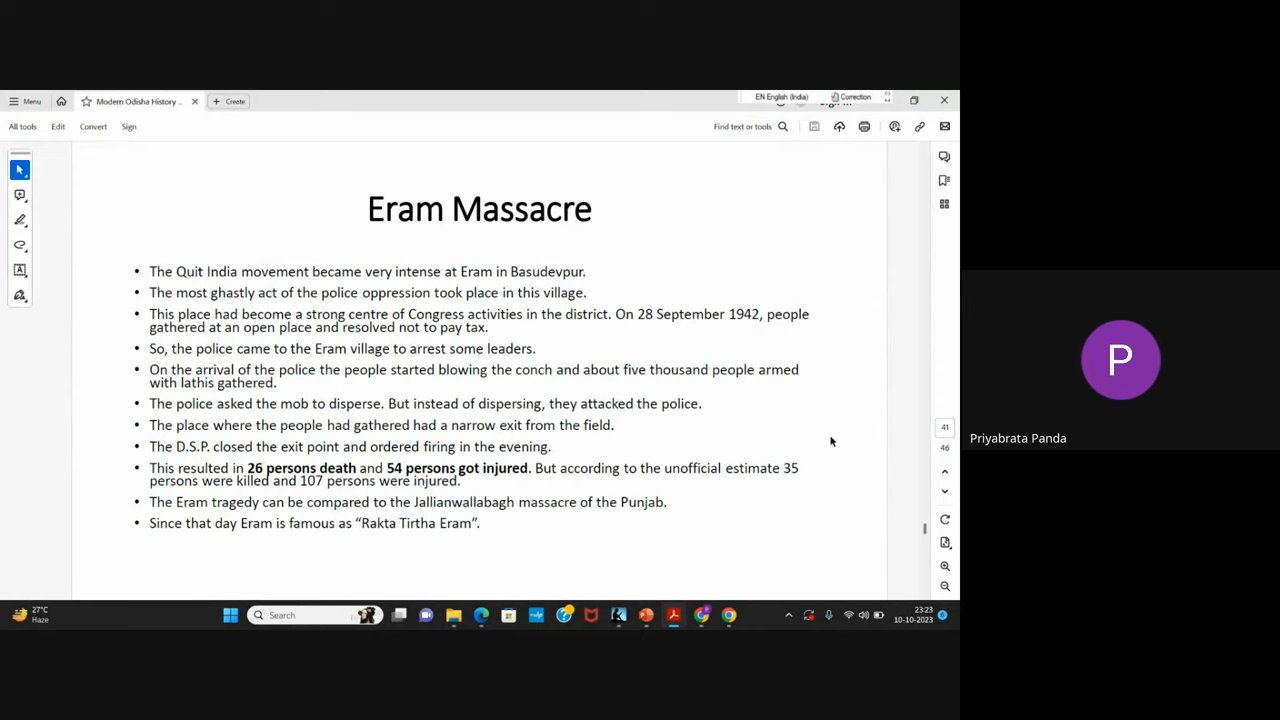 Menu
Modern Odisha History ..
Create
EN English (India)
Correction
All tools
Edit
Convert
Sign
Find text or tools
Eram Massacre
• The Quit India movement became very intense at Eram in Basudevpur.
• The most ghastly act of the police oppression took place in this village.
• This place had become a strong centre of Congress activities in the district. On 28 September 1942, people
gathered at an open place and resolved not to pay tax.
• So, the police came to the Eram village to arrest some leaders.
• On the arrival of the police the people started blowing the conch and about five thousand people armed
with lathis gathered.
• The police asked the mob to disperse. But instead of dispersing, they attacked the police.
• The place where the people had gathered had a narrow exit from the field.
• The D.S.P. closed the exit point and ordered firing in the evening.
• This resulted in 26 persons death and 54 persons got injured. But according to the unofficial estimate 35
persons were killed and 107 persons were injured.
• The Eram tragedy can be compared to the Jallianwallabagh massacre of the Punjab.
• Since that day Eram is famous as “Rakta Tirtha Eram”.
41
46
P
Priyabrata Panda
27°C
Haze
Search
23:23
10-10-2023